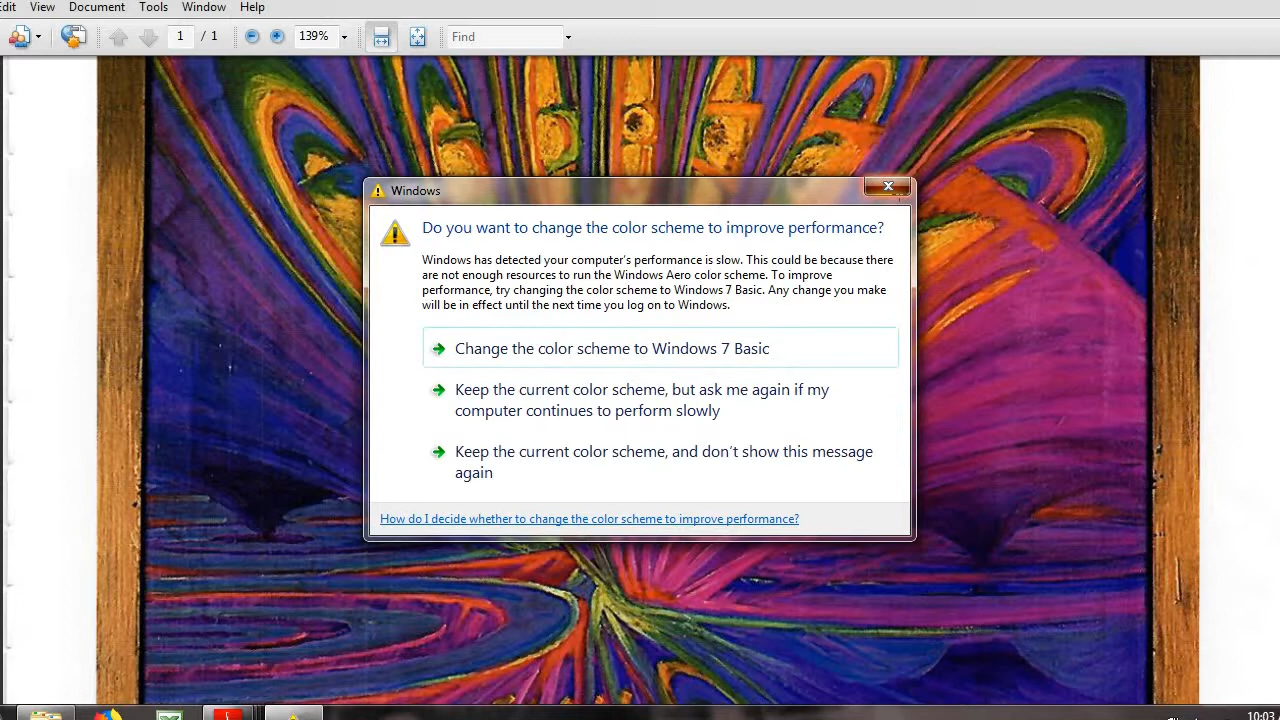 Edit View Document Tools Window Help
1 / 1 139% Find
Windows
Do you want to change the color scheme to improve performance?
Windows has detected your computer's performance is slow. This could be because there
are not enough resources to run the Windows Aero color scheme. To improve
performance, try changing the color scheme to Windows 7 Basic. Any change you make
will be in effect until the next time you log on to Windows.
Change the color scheme to Windows 7 Basic
Keep the current color scheme, but ask me again if my
computer continues to perform slowly
Keep the current color scheme, and don't show this message
again
How do I decide whether to change the color scheme to improve performance?
10:03